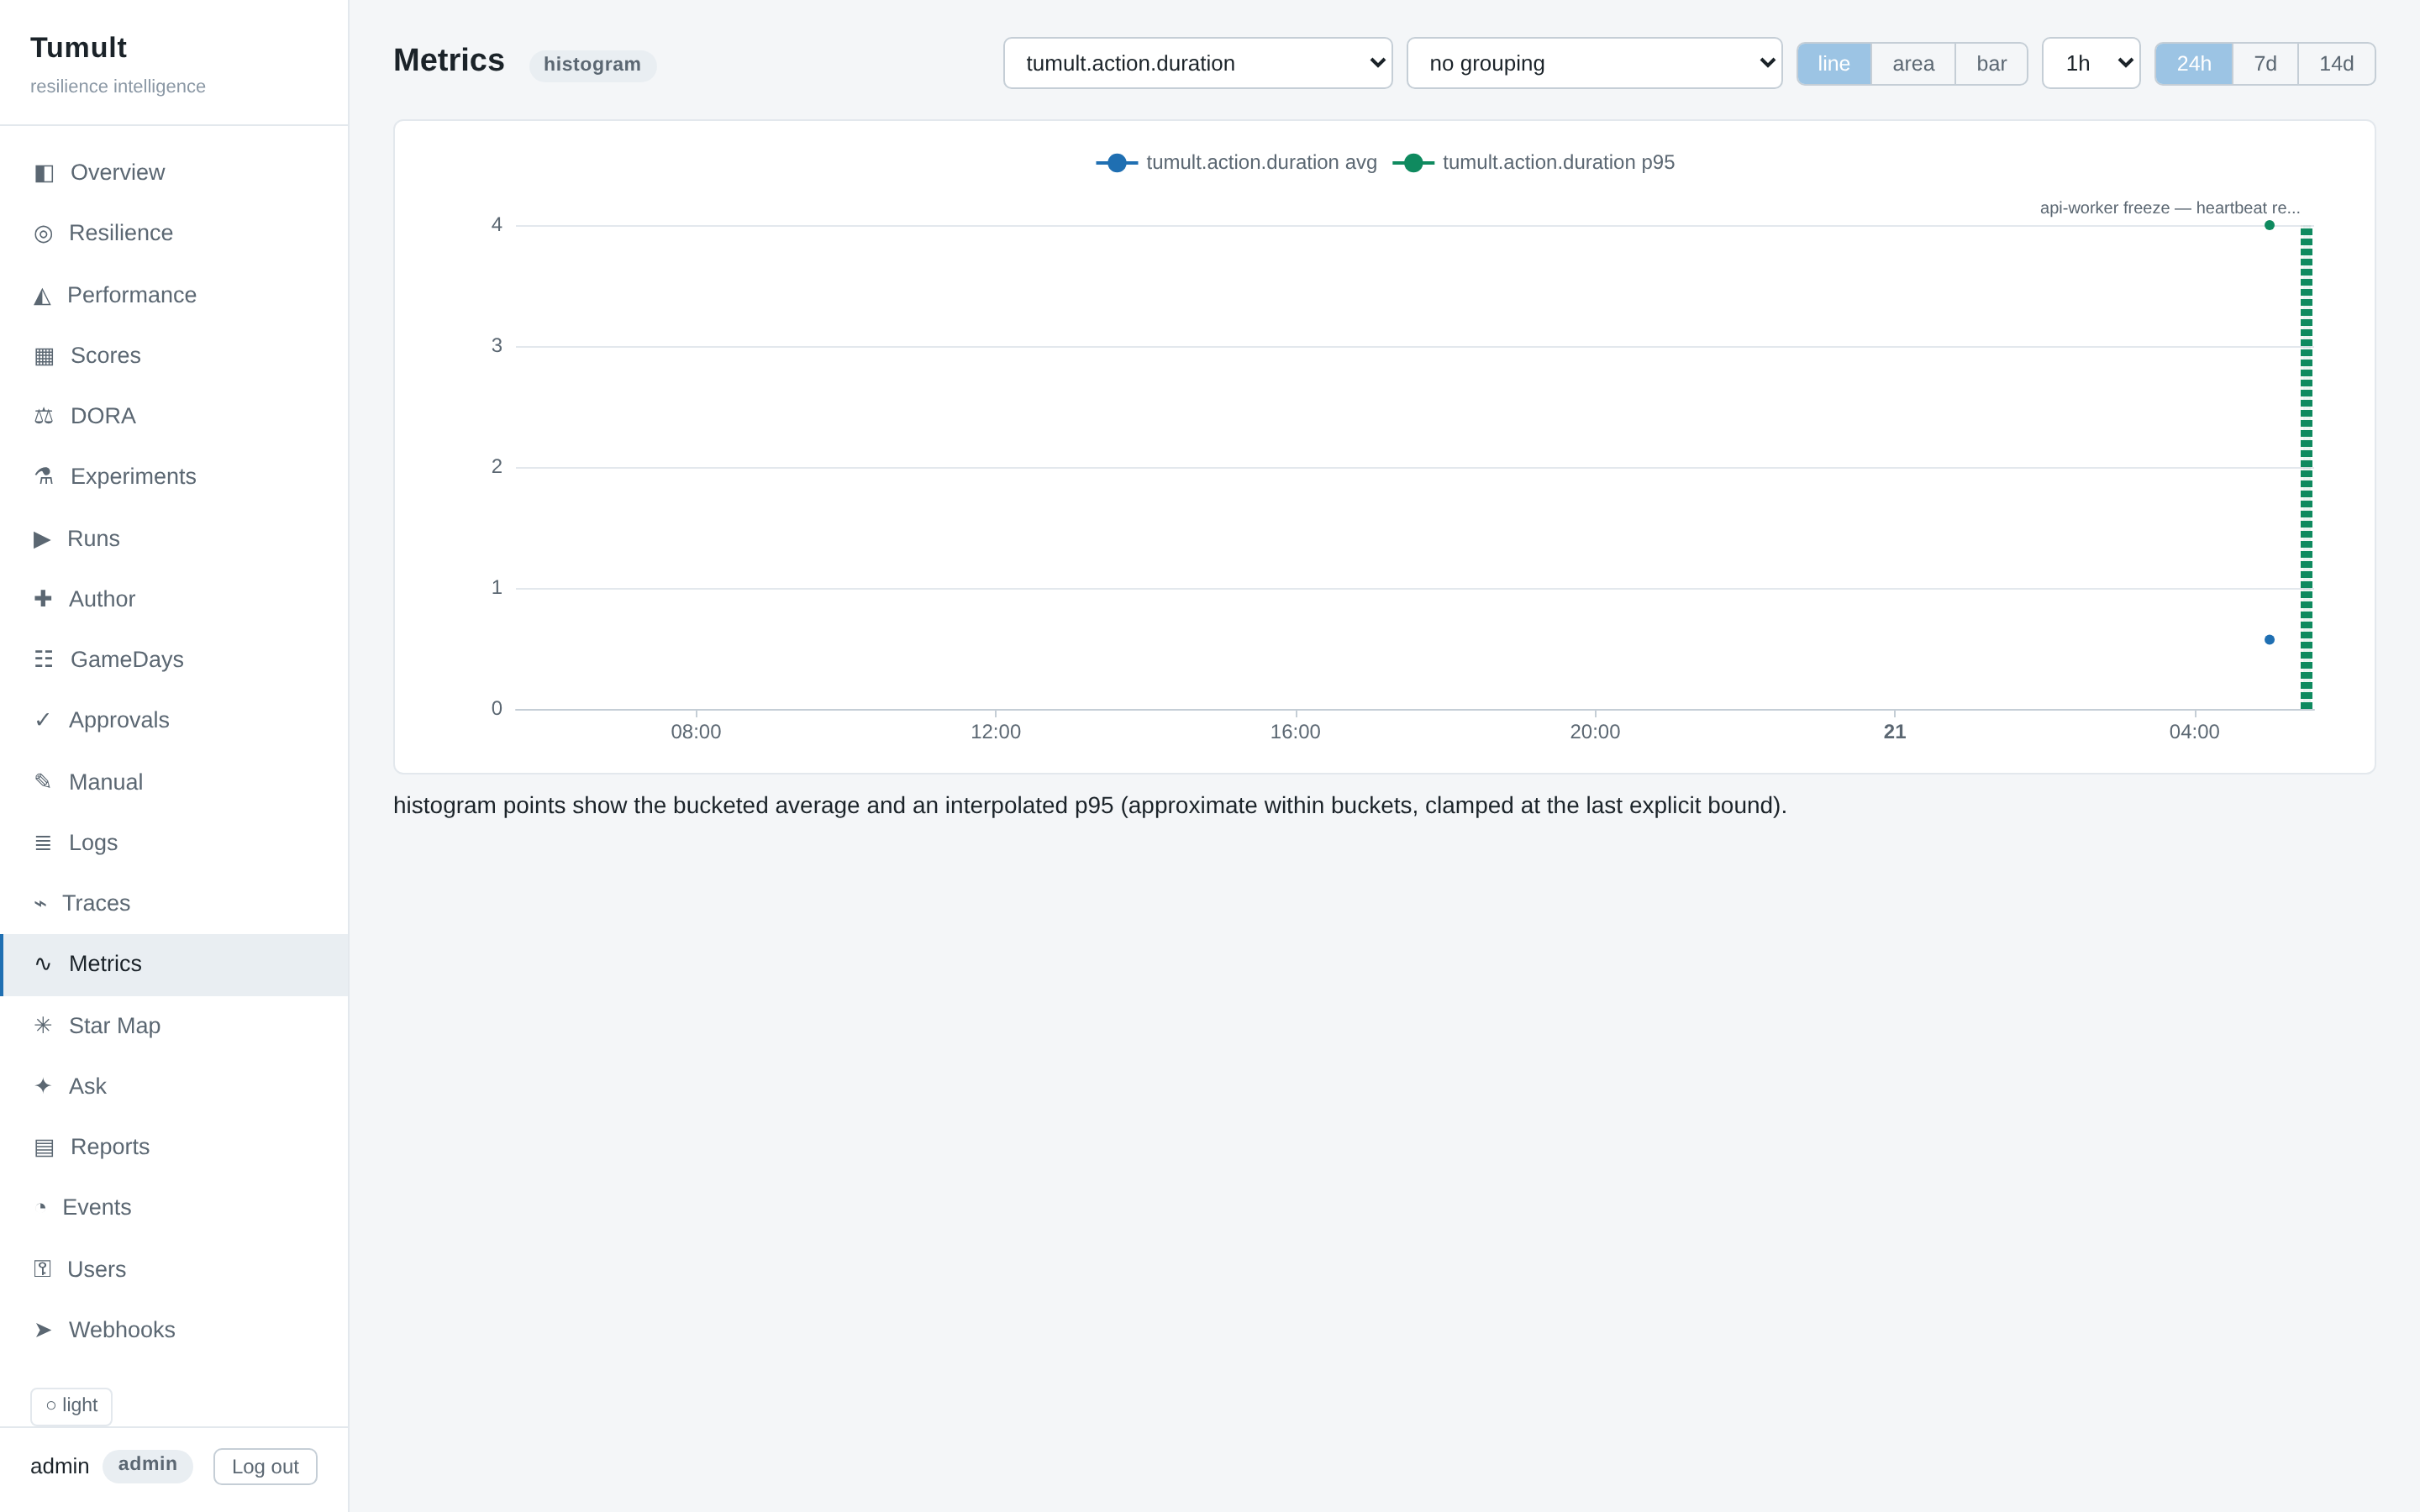 Tumult
resilience intelligence
Overview
Resilience
Performance
Scores
DORA
Experiments
Runs
Author
GameDays
Approvals
Manual
Logs
Traces
Metrics
Star Map
Ask
Reports
Events
Users
Webhooks
○ light
admin admin Log out
Metrics histogram tumult.action.duration no grouping line area bar 1h 24h 7d 14d
tumult.action.duration avg tumult.action.duration p95
api-worker freeze — heartbeat re...
4
3
2
1
0
08:00 12:00 16:00 20:00 21 04:00
histogram points show the bucketed average and an interpolated p95 (approximate within buckets, clamped at the last explicit bound).